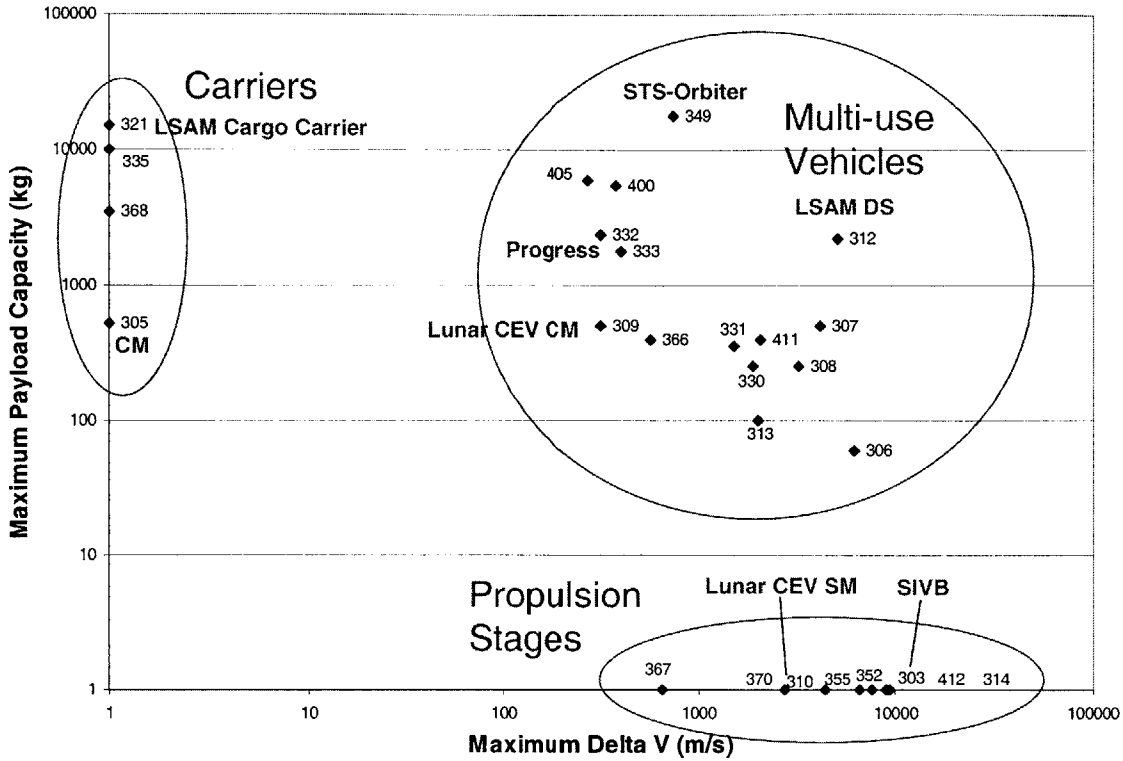 100000
10000
1000
100
10
1
Maximum Payload Capacity (kg)
Carriers
321 LSAM Cargo Carrier
335
368
305
CM
STS-Orbiter
349
Multi-use
Vehicles
405
400
LSAM DS
332
312
Progress
333
Lunar CEV CM
309
366
331
411
307
330
308
313
306
Propulsion
Stages
Lunar CEV SM
SIVB
367
370
310
355
352
303
412
314
1
10
1000
10000
100000
Maximum Delta V (m/s)